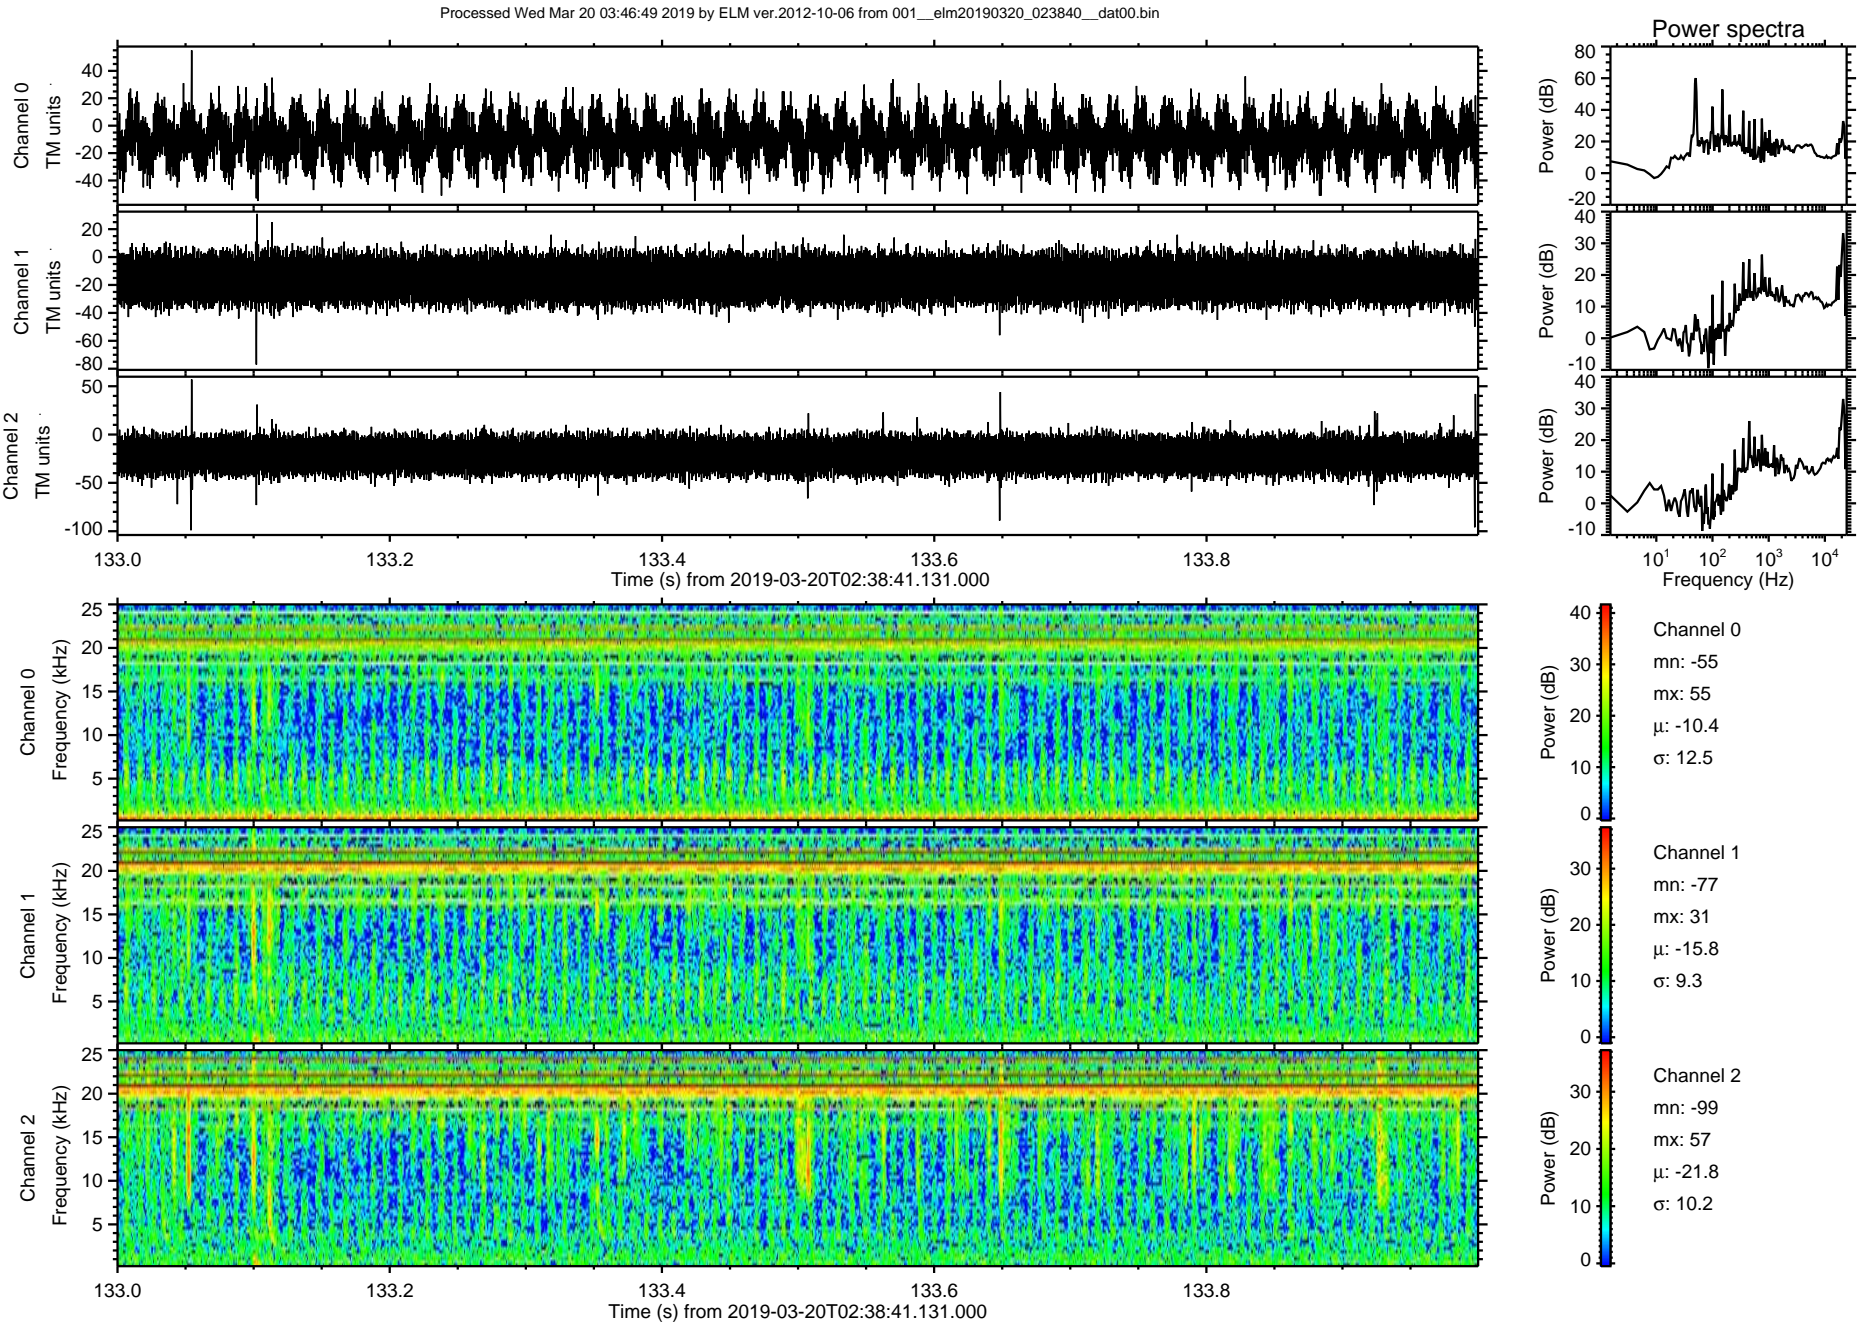 Processed Wed Mar 20 03:46:49 2019 by ELM ver.2012-10-06 from 001__elm20190320_023840__dat00.bin
Power spectra
Channel 0
TM units
40
20
0
-20
-40
Power (dB)
80
60
40
20
0
-20
Channel 1
TM units
20
0
-20
-40
-60
-80
Power (dB)
40
30
20
10
0
-10
Channel 2
TM units
50
0
-50
-100
Power (dB)
40
30
20
10
0
-10
133.0 133.2 133.4 133.6 133.8
Time (s) from 2019-03-20T02:38:41.131.000
10¹ 10² 10³ 10⁴
Frequency (Hz)
Channel 0
Frequency (kHz)
25
20
15
10
5
Power (dB)
40
30
20
10
0
Channel 0
mn: -55
mx: 55
μ: -10.4
σ: 12.5
Channel 1
Frequency (kHz)
25
20
15
10
5
Power (dB)
30
20
10
0
Channel 1
mn: -77
mx: 31
μ: -15.8
σ: 9.3
Channel 2
Frequency (kHz)
25
20
15
10
5
Power (dB)
30
20
10
0
Channel 2
mn: -99
mx: 57
μ: -21.8
σ: 10.2
133.0 133.2 133.4 133.6 133.8
Time (s) from 2019-03-20T02:38:41.131.000